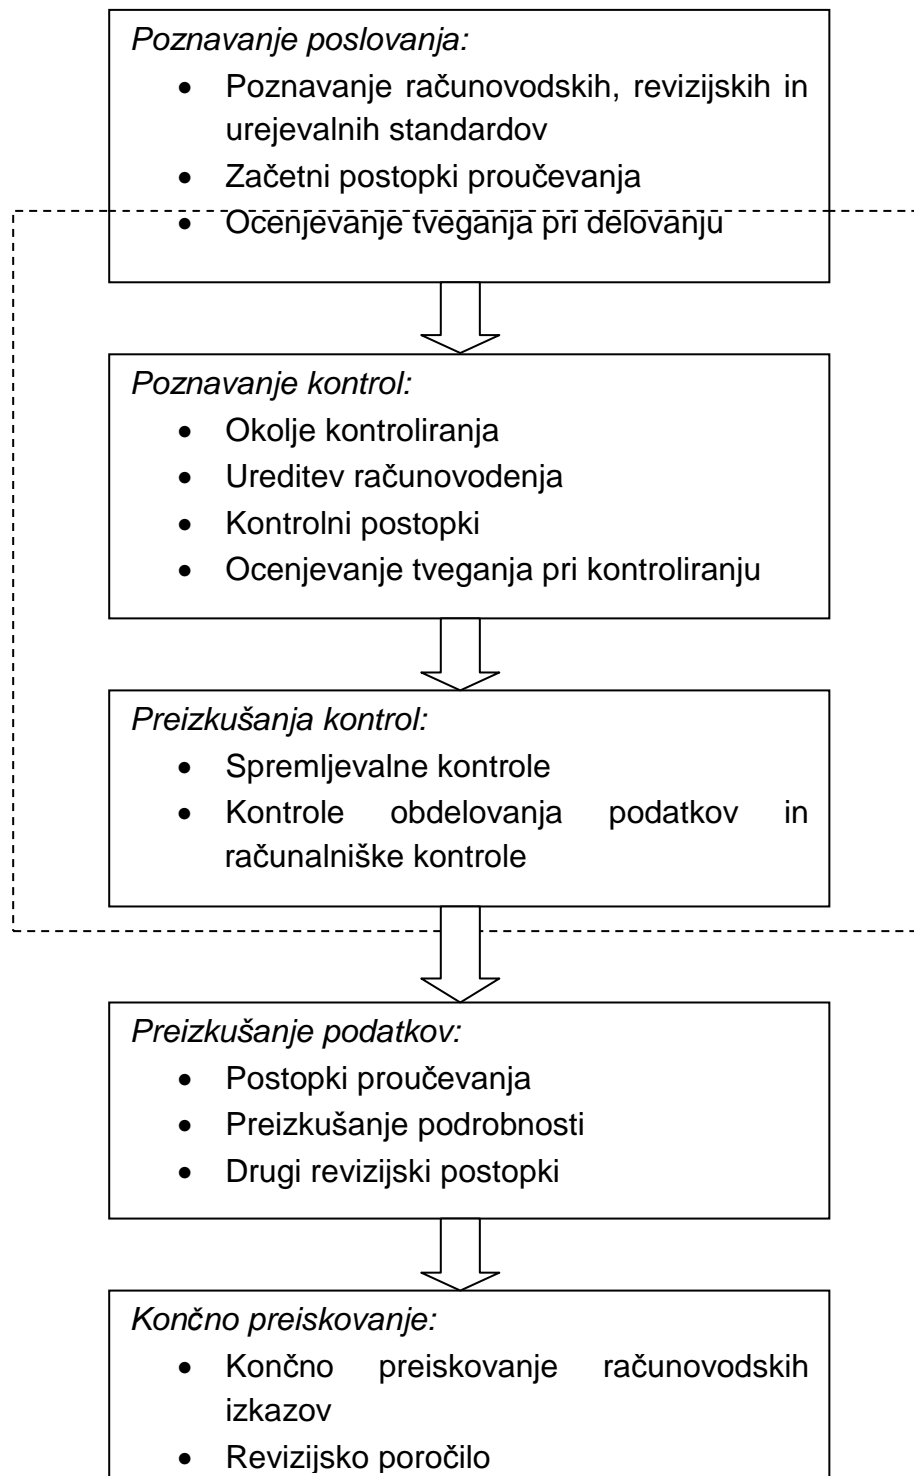 Poznavanje poslovanja:
• Poznavanje računovodskih, revizijskih in
urejevalnih standardov
• Začetni postopki proučevanja
• Ocenjevanje tveganja pri delovanju
Poznavanje kontrol:
• Okolje kontroliranja
• Ureditev računovodenja
• Kontrolni postopki
• Ocenjevanje tveganja pri kontroliranju
Preizkušanja kontrol:
• Spremljevalne kontrole
• Kontrole obdelovanja podatkov in
računalniške kontrole
Preizkušanje podatkov:
• Postopki proučevanja
• Preizkušanje podrobnosti
• Drugi revizijski postopki
Končno preiskovanje:
• Končno preiskovanje računovodskih
izkazov
• Revizijsko poročilo